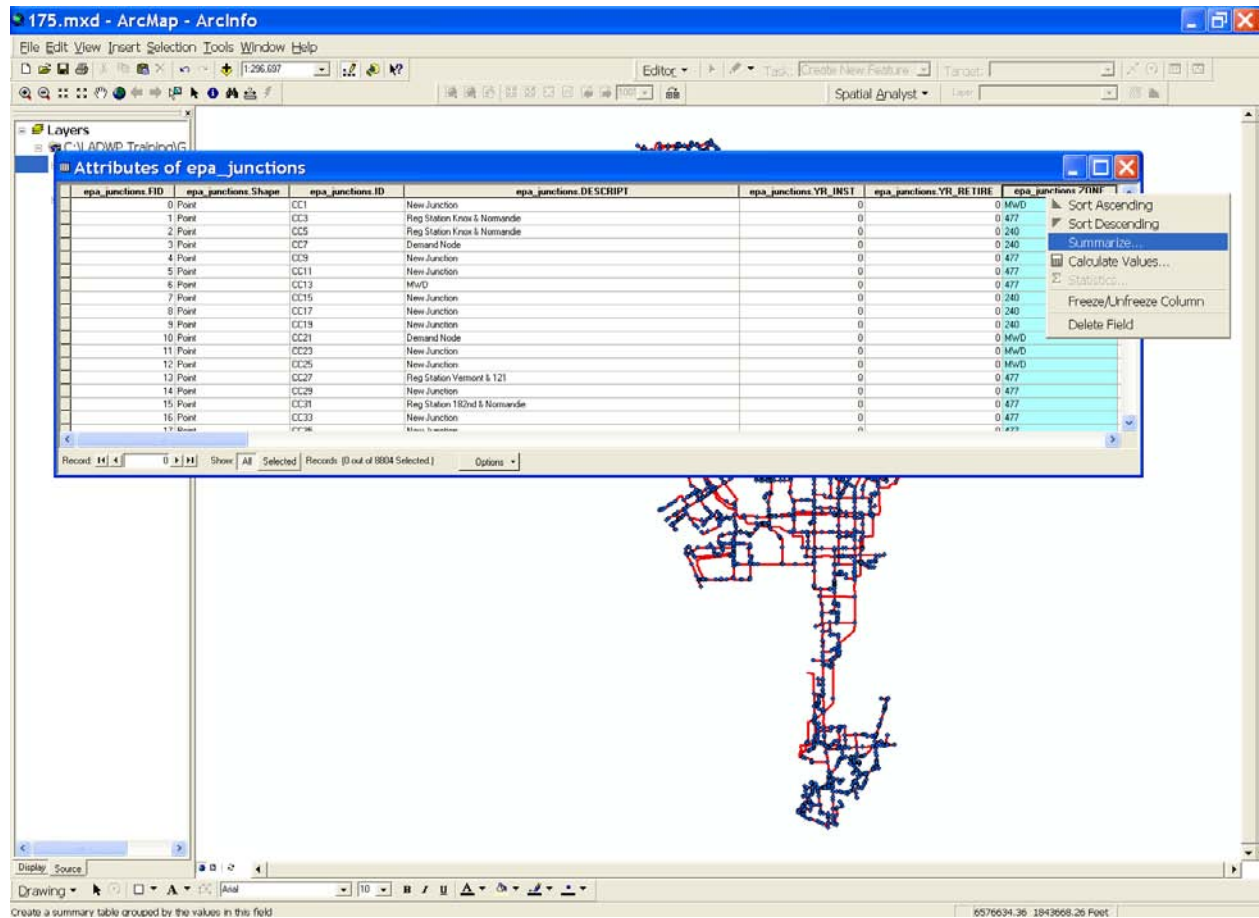 175.mxd - ArcMap - ArcInfo
File Edit View Insert Selection Tools Window Help
1:296,697 Editor Task: Create New Feature Target:
100% Spatial Analyst Layer:
Layers
C:\LADWP Training\G
Attributes of epa_junctions
epa_junctions.FID epa_junctions.Shape epa_junctions.ID epa_junctions.DESCRIPT epa_junctions.YR_INST epa_junctions.YR_RETIRE epa_junctions.ZONE
0 Point CC1 New Junction 0 0 MWD
1 Point CC3 Reg Station Knox & Normandie 0 0 477
2 Point CC5 Reg Station Knox & Normandie 0 0 240
3 Point CC7 Demand Node 0 0 240
4 Point CC9 New Junction 0 0 477
5 Point CC11 New Junction 0 0 477
6 Point CC13 MWD 0 0 477
7 Point CC15 New Junction 0 0 240
8 Point CC17 New Junction 0 0 240
9 Point CC19 New Junction 0 0 240
10 Point CC21 Demand Node 0 0 MWD
11 Point CC23 New Junction 0 0 MWD
12 Point CC25 New Junction 0 0 MWD
13 Point CC27 Reg Station Vermont & 121 0 0 477
14 Point CC29 New Junction 0 0 477
15 Point CC31 Reg Station 182nd & Normandie 0 0 477
16 Point CC33 New Junction 0 0 477
Sort Ascending
Sort Descending
Summarize...
Calculate Values...
Statistics...
Freeze/Unfreeze Column
Delete Field
Record: 0 Show: All Selected Records (0 out of 8804 Selected.) Options
Display Source
Drawing A Arial 10 B I U A
Create a summary table grouped by the values in this field 6576634.36 1843668.26 Feet